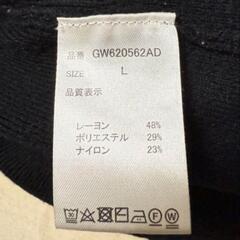 品番 GW620562AD
SIZE L
品質表示
レーヨン 48%
ポリエステル 29%
ナイロン 23%